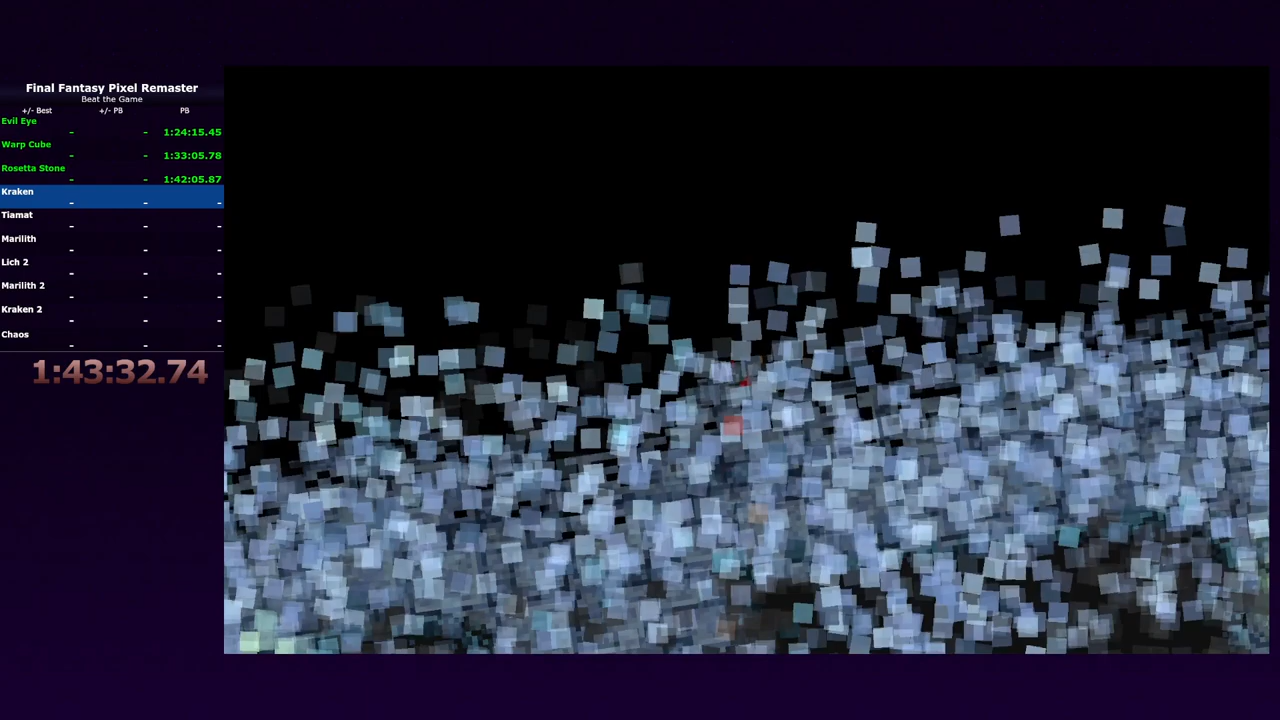 Final Fantasy Pixel Remaster
Beat the Game
+/- Best +/- PB PB
Evil Eye
- - 1:24:15.45
Warp Cube
- - 1:33:05.78
Rosetta Stone
- - 1:42:05.87
Kraken
- - -
Tiamat
- - -
Marilith
- - -
Lich 2
- - -
Marilith 2
- - -
Kraken 2
- - -
Chaos
- - -
1:43:32.74